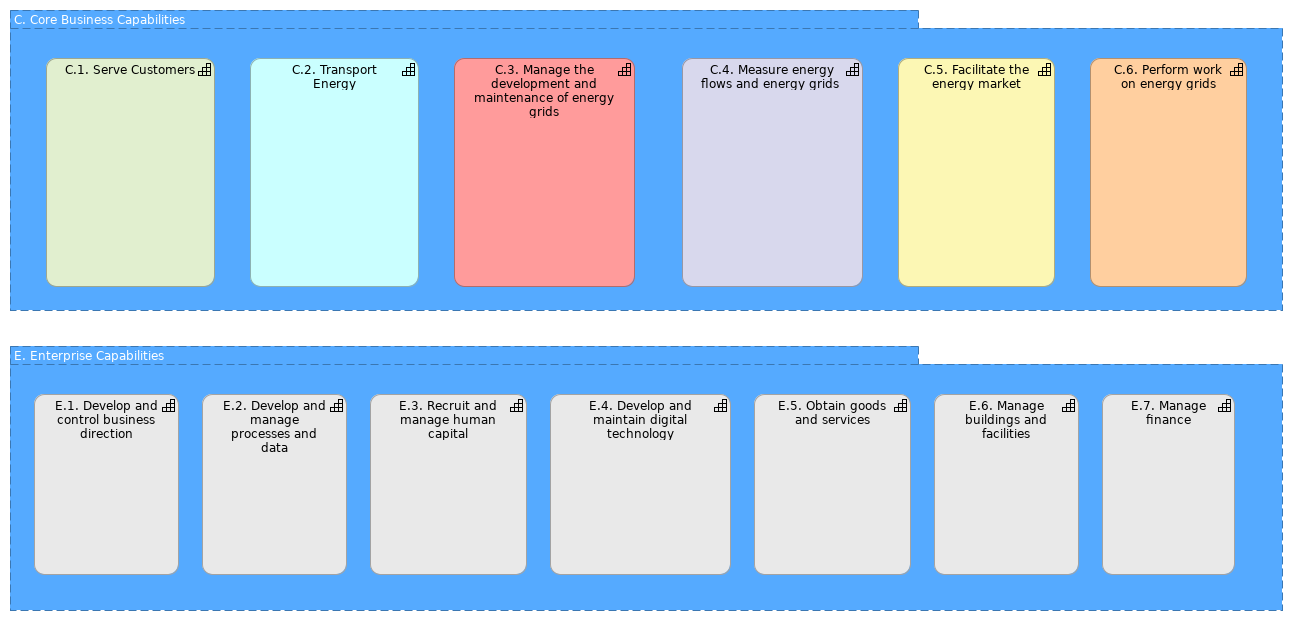 C. Core Business Capabilities
C.1. Serve Customers
C.2. Transport
Energy
C.3. Manage the
development and
maintenance of energy
grids
C.4. Measure energy
flows and energy grids
C.5. Facilitate the
energy market
C.6. Perform work
on energy grids
E. Enterprise Capabilities
E.1. Develop and
control business
direction
E.2. Develop and
manage
processes and
data
E.3. Recruit and
manage human
capital
E.4. Develop and
maintain digital
technology
E.5. Obtain goods
and services
E.6. Manage
buildings and
facilities
E.7. Manage
finance